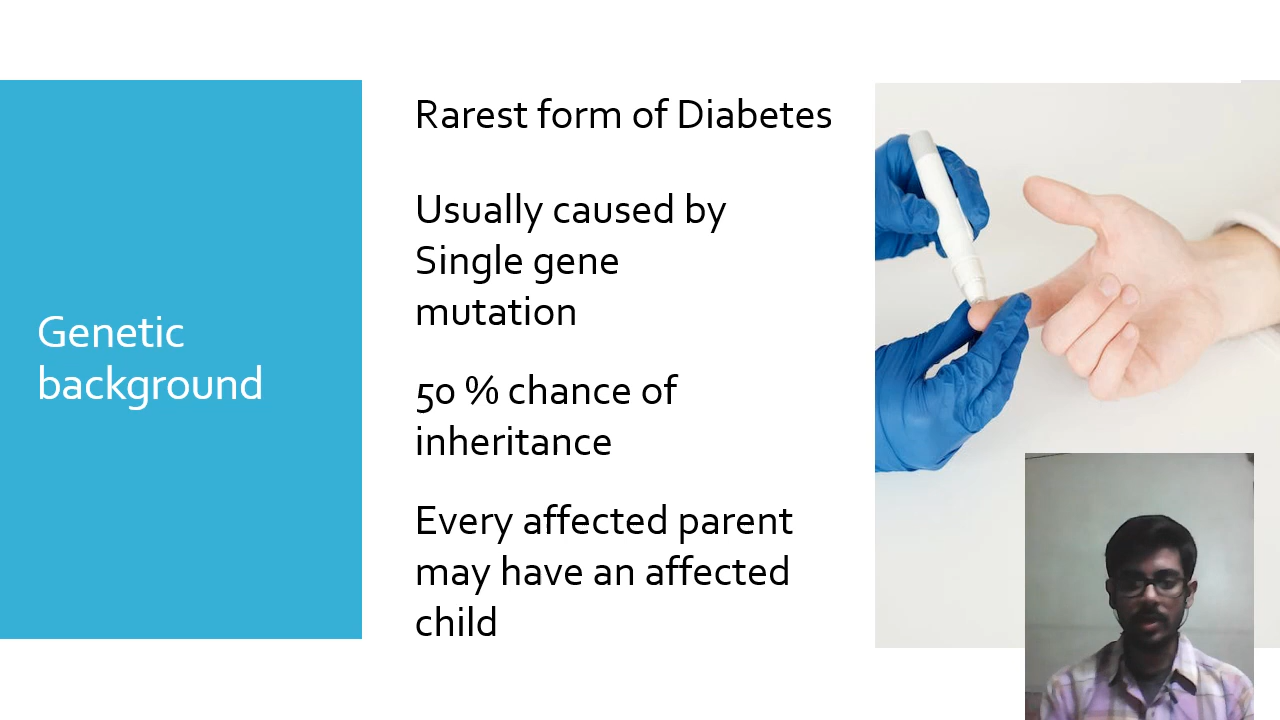 Genetic
background
Rarest form of Diabetes
Usually caused by
Single gene
mutation
50 % chance of
inheritance
Every affected parent
may have an affected
child